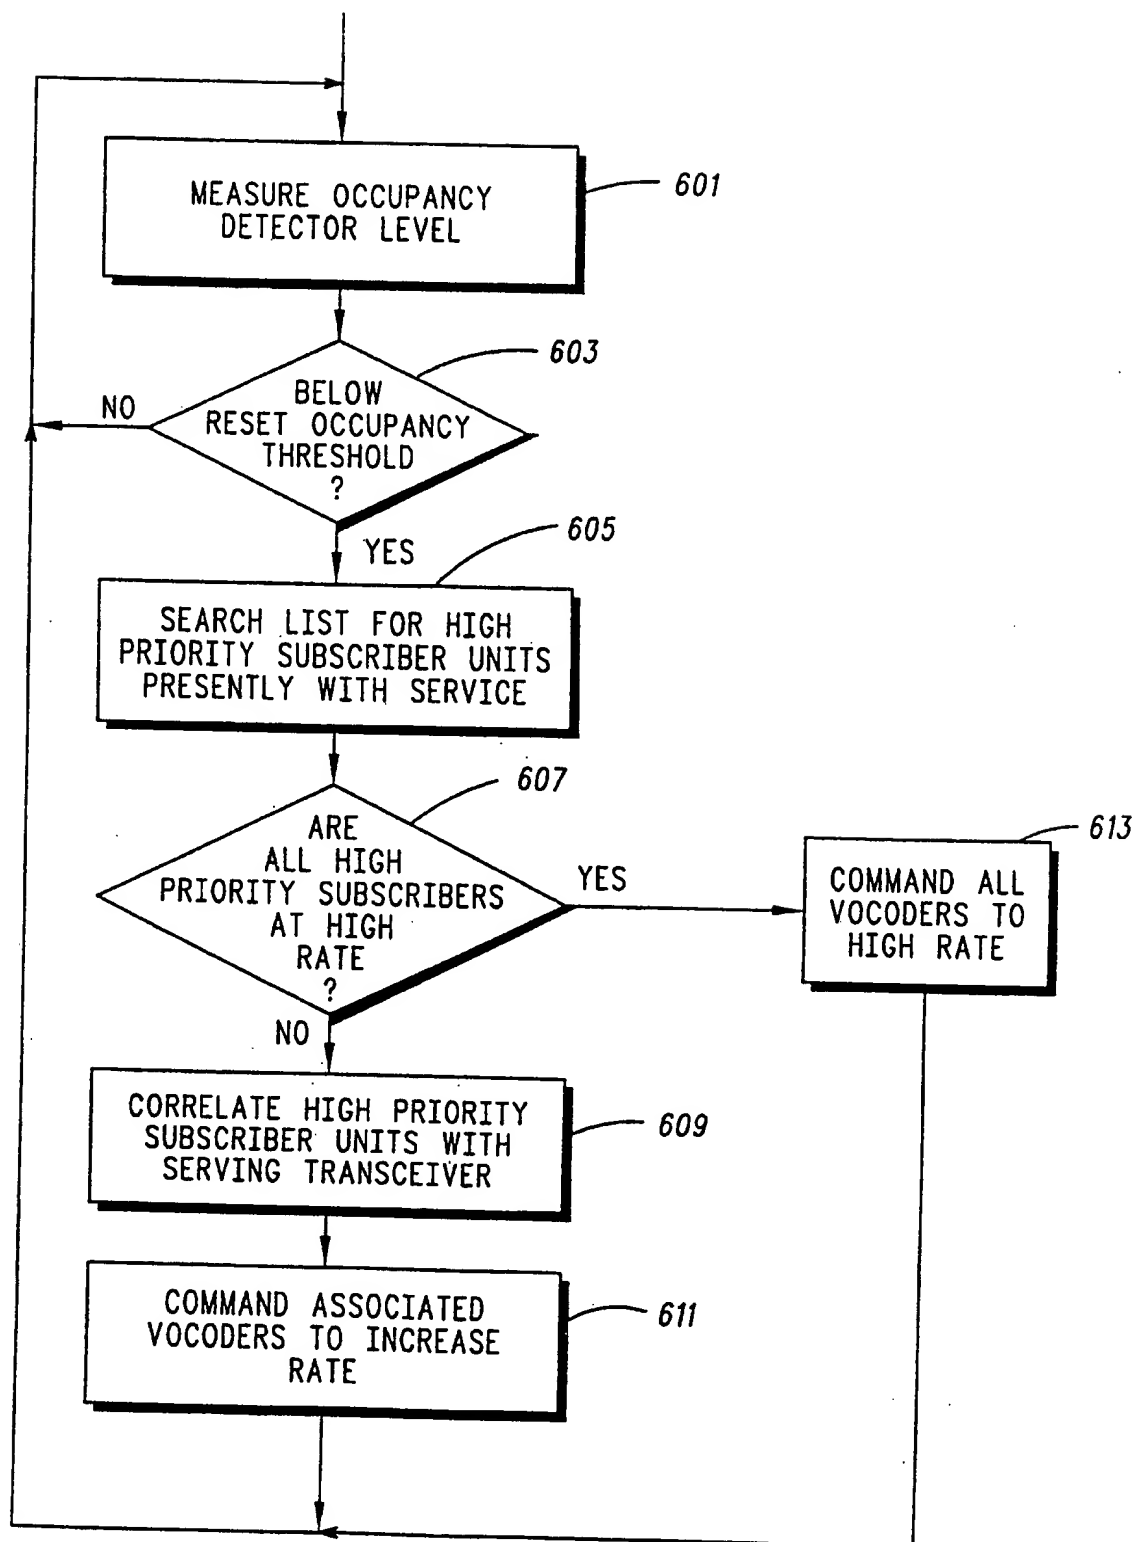 MEASURE OCCUPANCY
DETECTOR LEVEL
601
603
BELOW
RESET OCCUPANCY
THRESHOLD
?
NO
YES
605
SEARCH LIST FOR HIGH
PRIORITY SUBSCRIBER UNITS
PRESENTLY WITH SERVICE
607
ARE
ALL HIGH
PRIORITY SUBSCRIBERS
AT HIGH
RATE
?
YES
NO
613
COMMAND ALL
VOCODERS TO
HIGH RATE
CORRELATE HIGH PRIORITY
SUBSCRIBER UNITS WITH
SERVING TRANSCEIVER
609
COMMAND ASSOCIATED
VOCODERS TO INCREASE
RATE
611